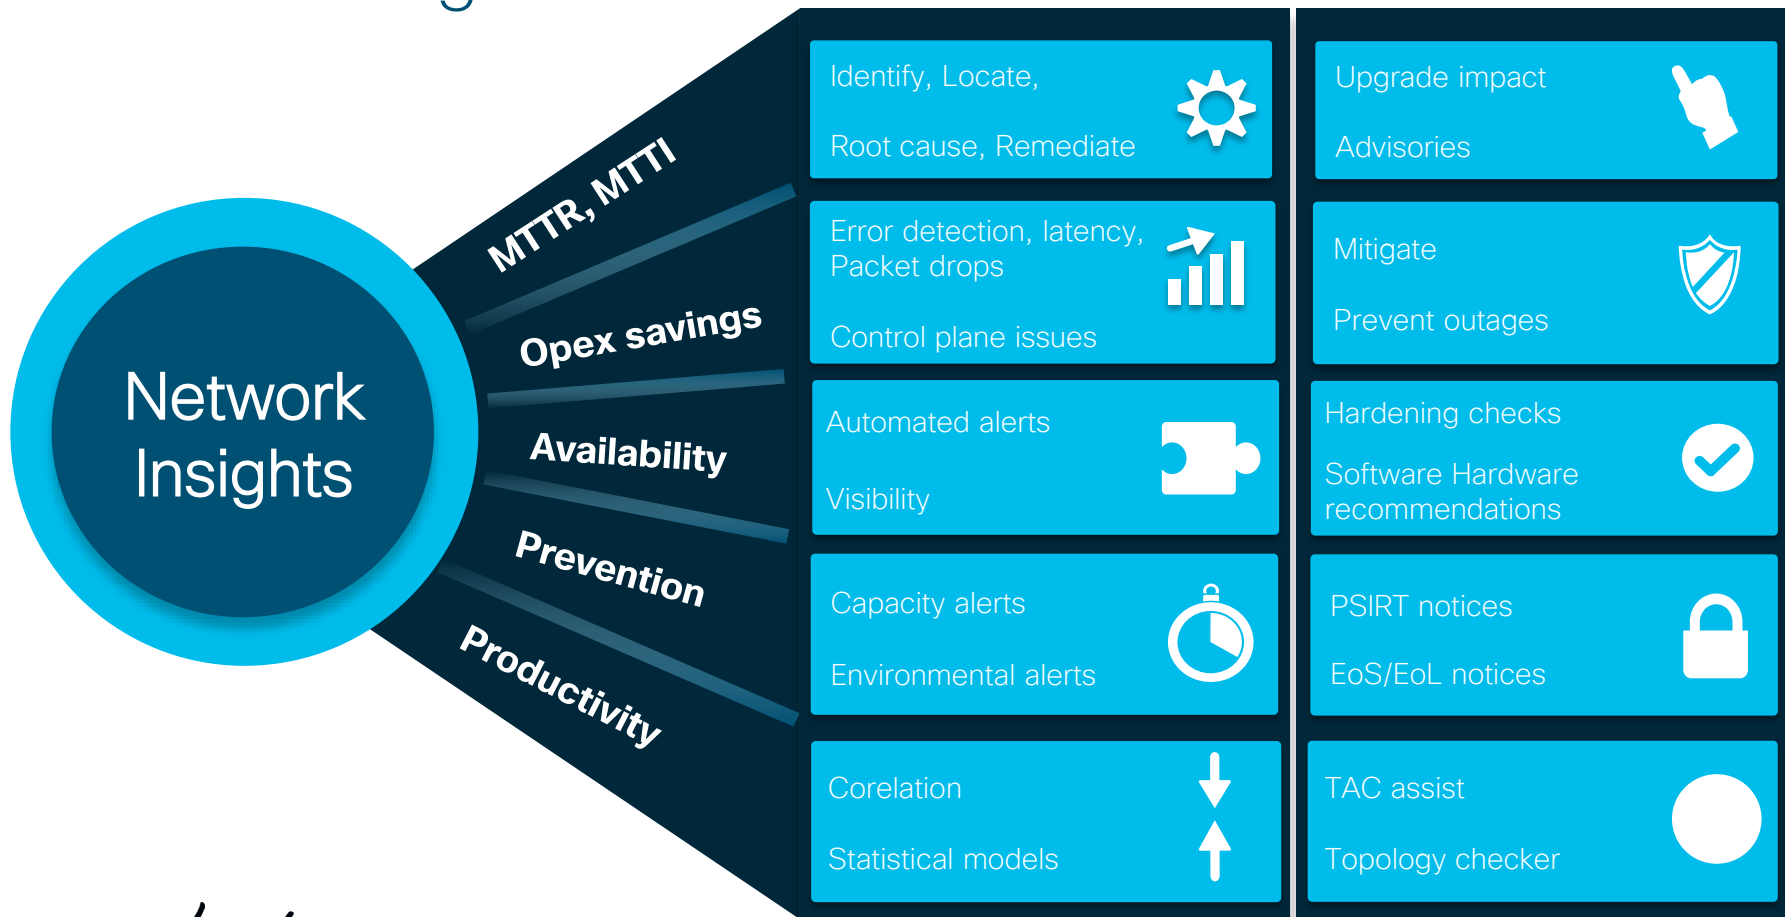 Network
Insights
MTTR, MTTI
Opex savings
Availability
Prevention
Productivity
Identify, Locate,
Root cause, Remediate
Error detection, latency,
Packet drops
Control plane issues
Automated alerts
Visibility
Capacity alerts
Environmental alerts
Corelation
Statistical models
Upgrade impact
Advisories
Mitigate
Prevent outages
Hardening checks
Software Hardware
recommendations
PSIRT notices
EoS/EoL notices
TAC assist
Topology checker